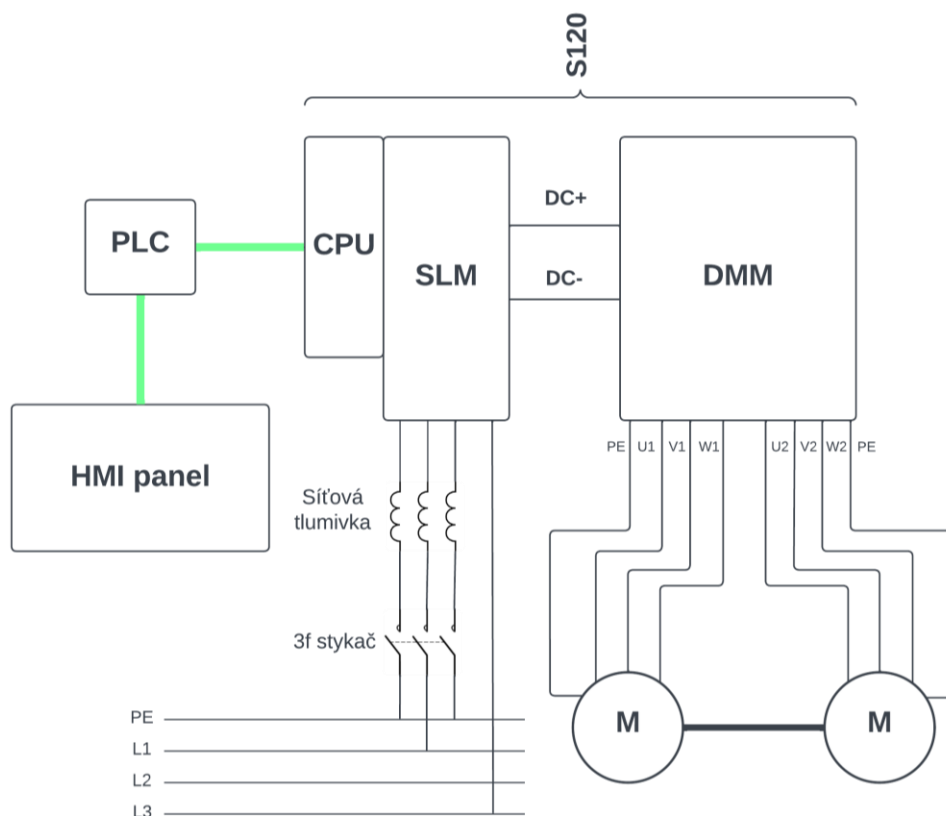 S120
PLC
CPU
SLM
DC+
DC-
DMM
HMI panel
PE U1 V1 W1 U2 V2 W2 PE
Síťová
tlumivka
3f stykač
PE
L1
L2
L3
M M